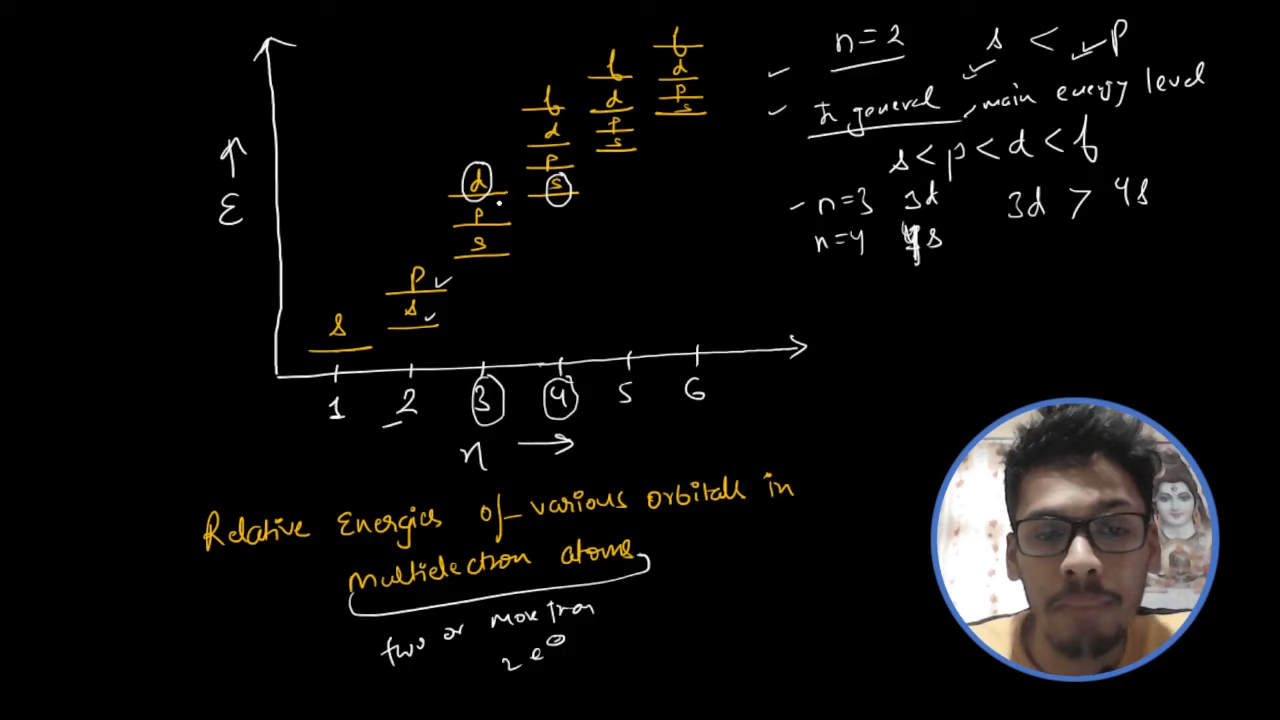 n = 2   s < p
In general, main energy level
s < p < d < f
n = 3   3d   3d > 4s
n = 4   4s
f
d
p
s
f
d
p
s
f
d
p
s
d
p
s
p
s
s
ε
1 2 3 4 5 6
n
Relative Energies of various orbitals in
multielectron atoms
two or more than
2 e⊖